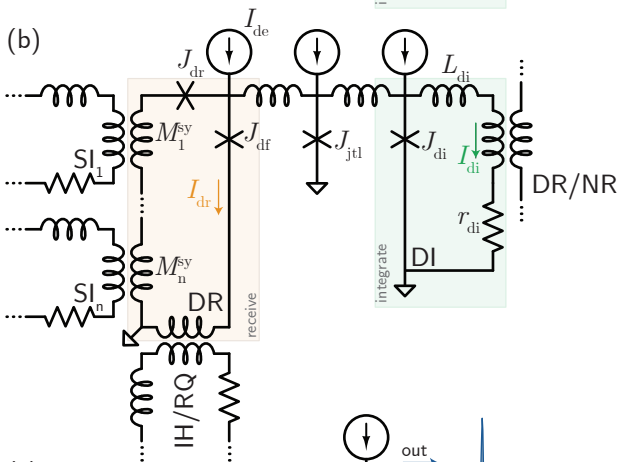 (b)
I_de
J_dr
L_di
M_1^sy
J_df
J_jtl
J_di
I_di
SI_1
I_dr
DR/NR
r_di
M_n^sy
SI_n
DR
DI
receive
integrate
IH/RQ
out